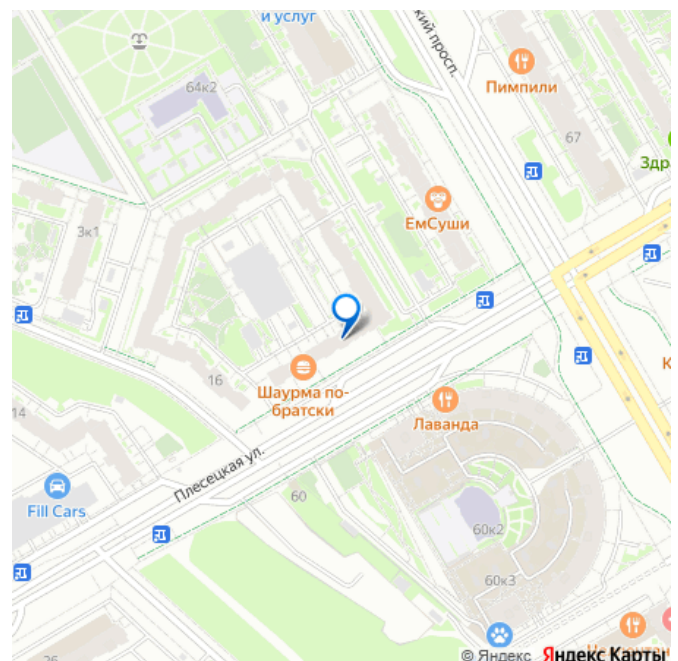 и услуг
кий просп.
Пимпили
64к2
67
Здр
ЕмСуши
3к1
16
Шаурма по-
братски
Лаванда
К
14
Плесецкая ул.
Fill Cars
60
60к2
60к3
26
© Яндекс Яндекс Карты